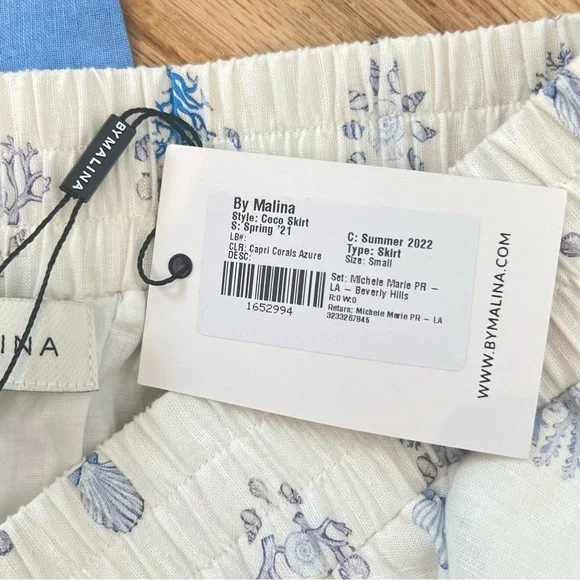 BY MALINA
By Malina
Style: Coco Skirt
S: Spring '21
C: Summer 2022
LB#:
Type: Skirt
CLR: Capri Corals Azure
Size: Small
DESC:
Set: Michele Marie PR –
LA – Beverly Hills
R:0 W:0
Return: Michele Marie PR – LA
3233267845
1652994
WWW.BYMALINA.COM
LINA